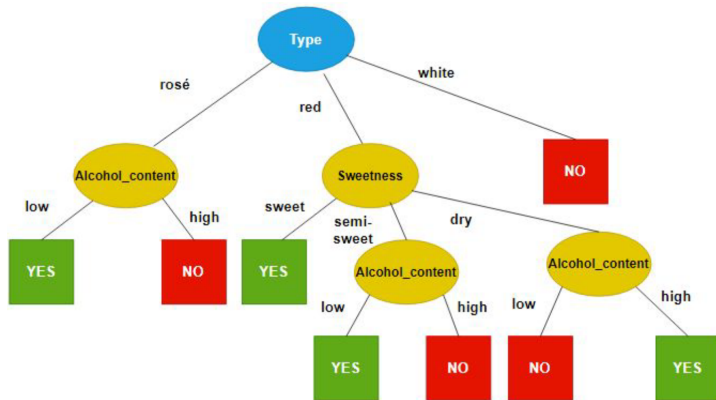 Type
rosé
red
white
Alcohol_content
Sweetness
NO
low
high
sweet
semi-
sweet
dry
YES
NO
YES
Alcohol_content
Alcohol_content
low
high
low
high
YES
NO
NO
YES